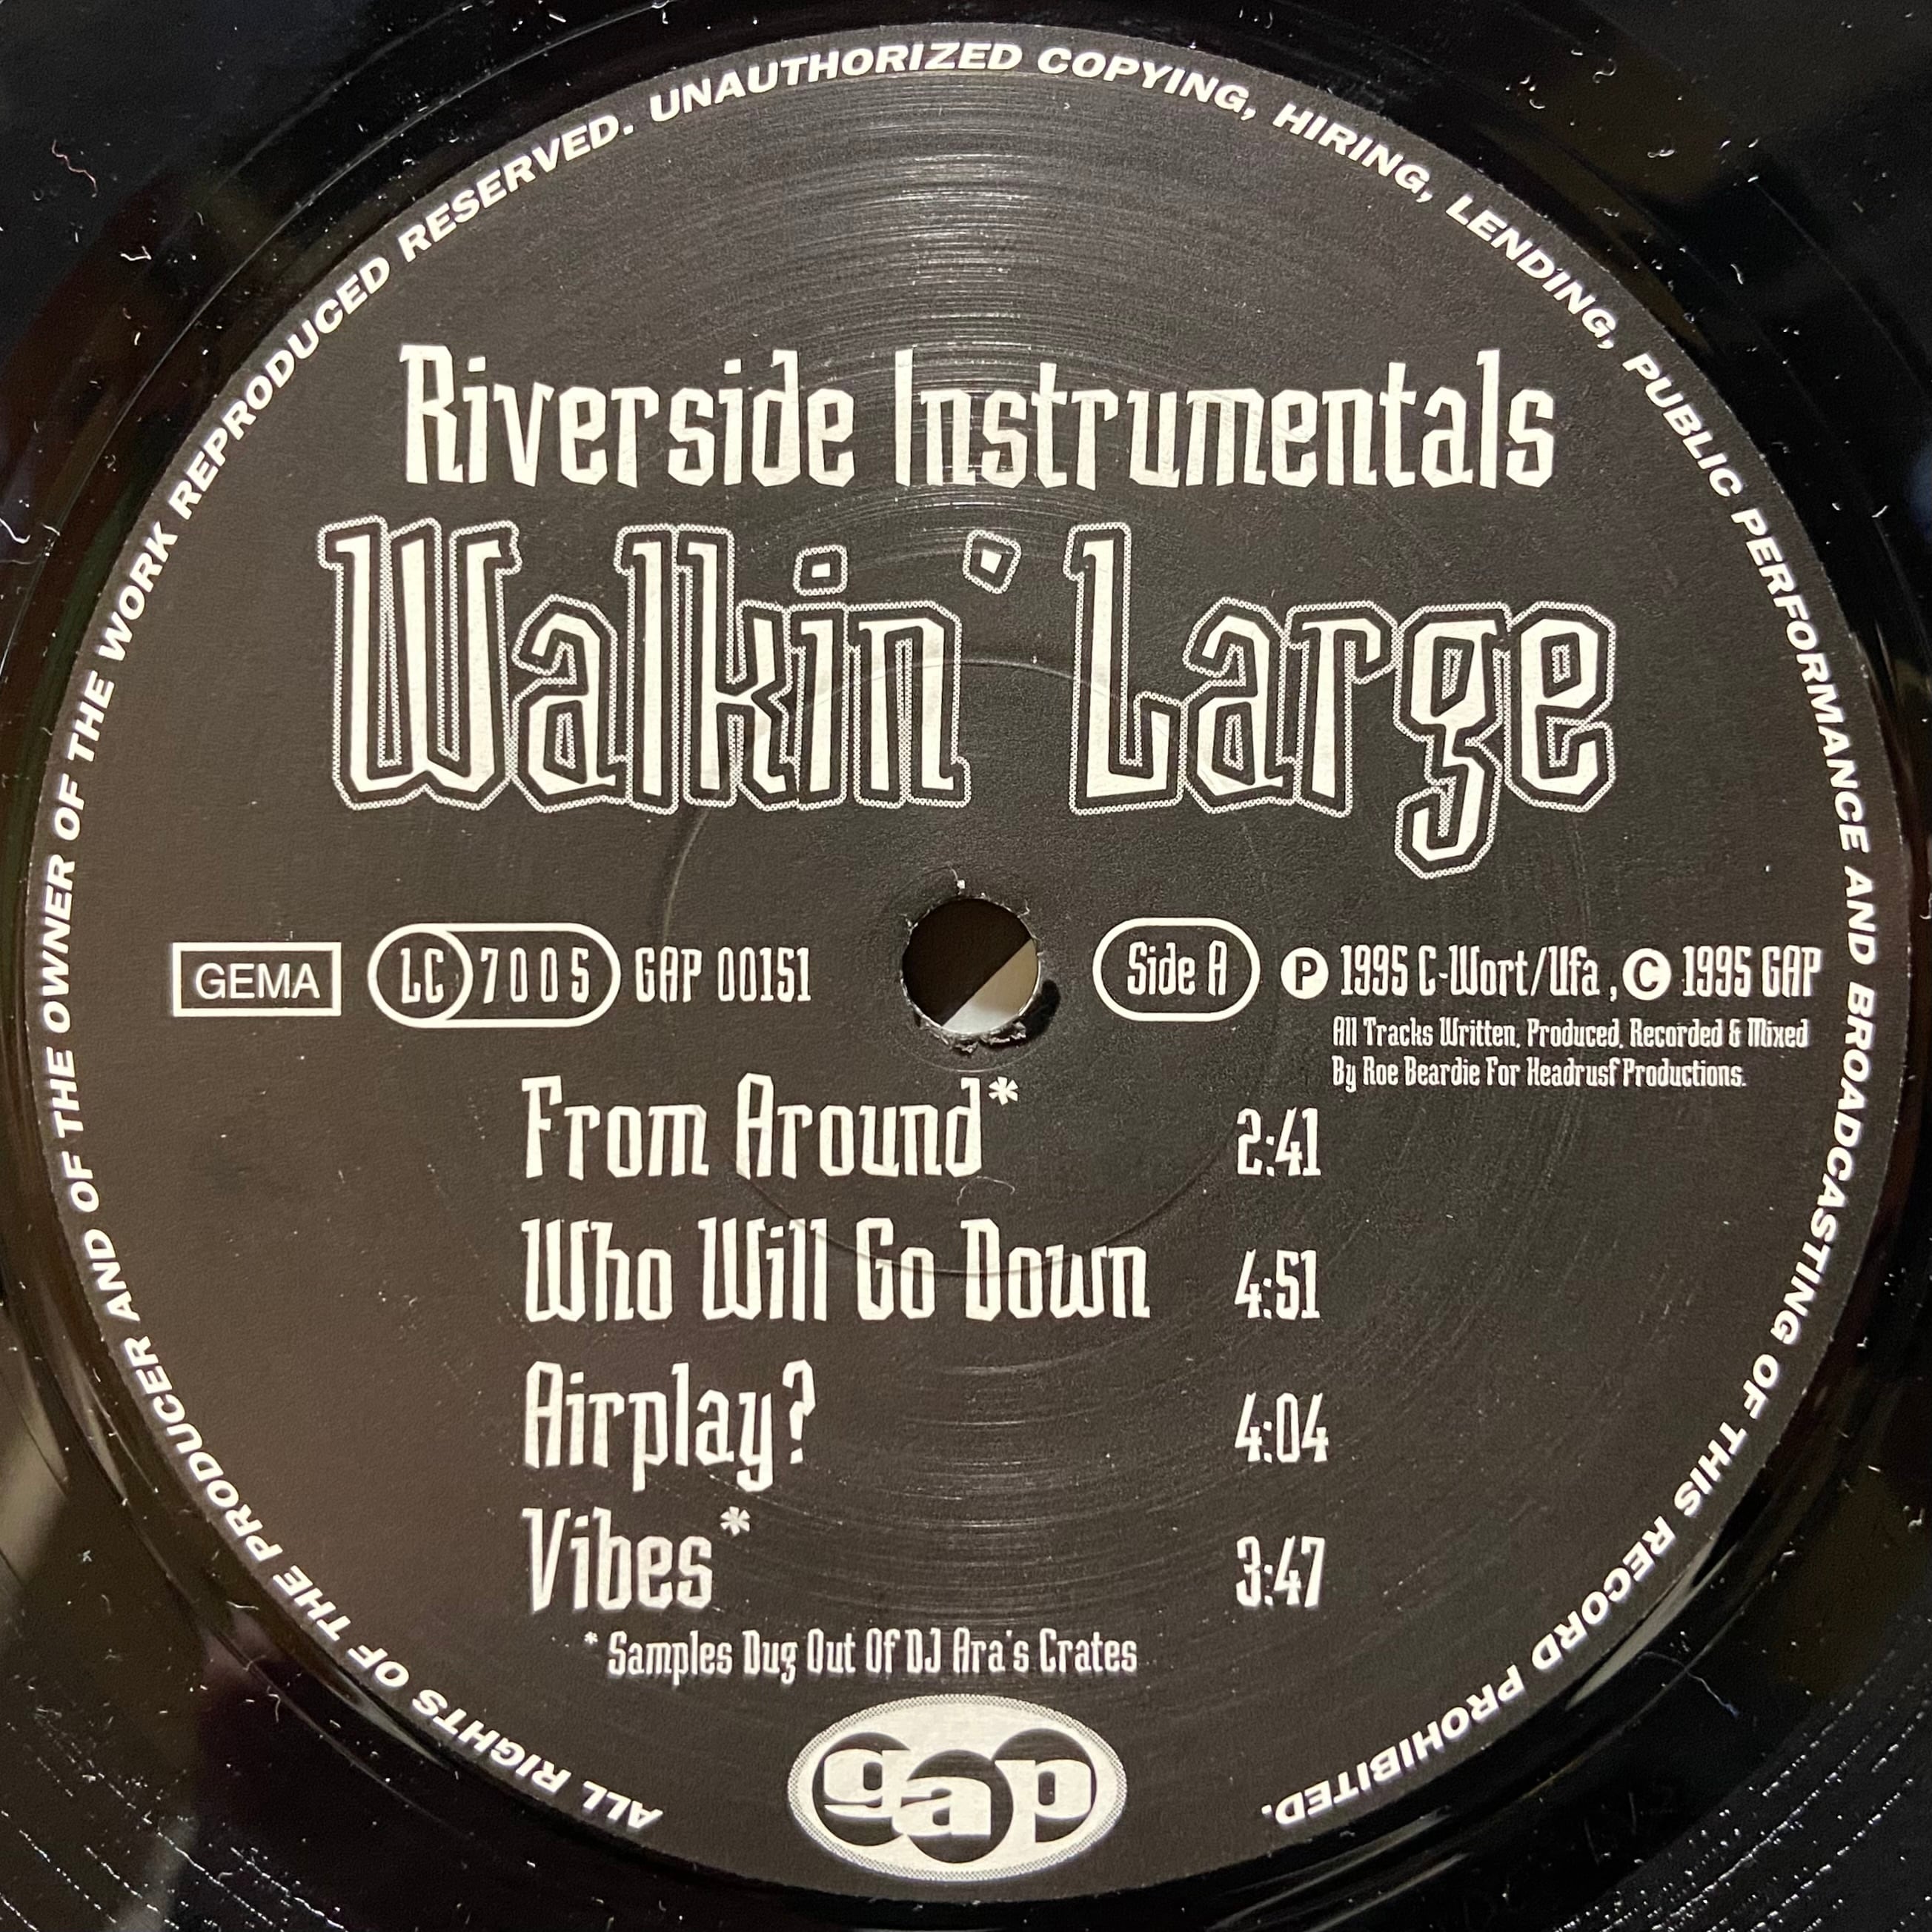 ALL RIGHTS OF THE PRODUCER AND OF THE OWNER OF THE WORK REPRODUCED RESERVED. UNAUTHORIZED COPYING, HIRING, LENDING, PUBLIC PERFORMANCE AND BROADCASTING OF THIS RECORD PROHIBITED.
Riverside Instrumentals
Walkin' Large
GEMA LC 7005 GAP 00151
Side A Ⓟ 1995 C-Wort/Ufa, © 1995 GAP
All Tracks Written, Produced, Recorded & Mixed
By Roe Beardie For Headrusf Productions.
From Around* 2:41
Who Will Go Down 4:51
Airplay? 4:04
Vibes* 3:47
* Samples Dug Out Of DJ Ara's Crates
gap